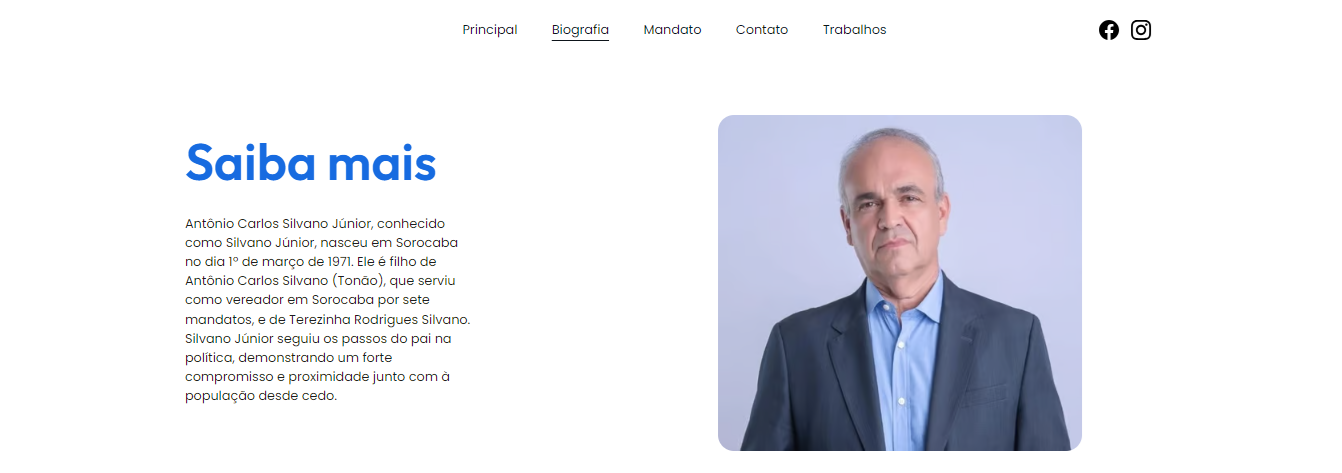 Principal Biografia Mandato Contato Trabalhos
Saiba mais
Antônio Carlos Silvano Júnior, conhecido
como Silvano Júnior, nasceu em Sorocaba
no dia 1º de março de 1971. Ele é filho de
Antônio Carlos Silvano (Tonão), que serviu
como vereador em Sorocaba por sete
mandatos, e de Terezinha Rodrigues Silvano.
Silvano Júnior seguiu os passos do pai na
política, demonstrando um forte
compromisso e proximidade junto com à
população desde cedo.